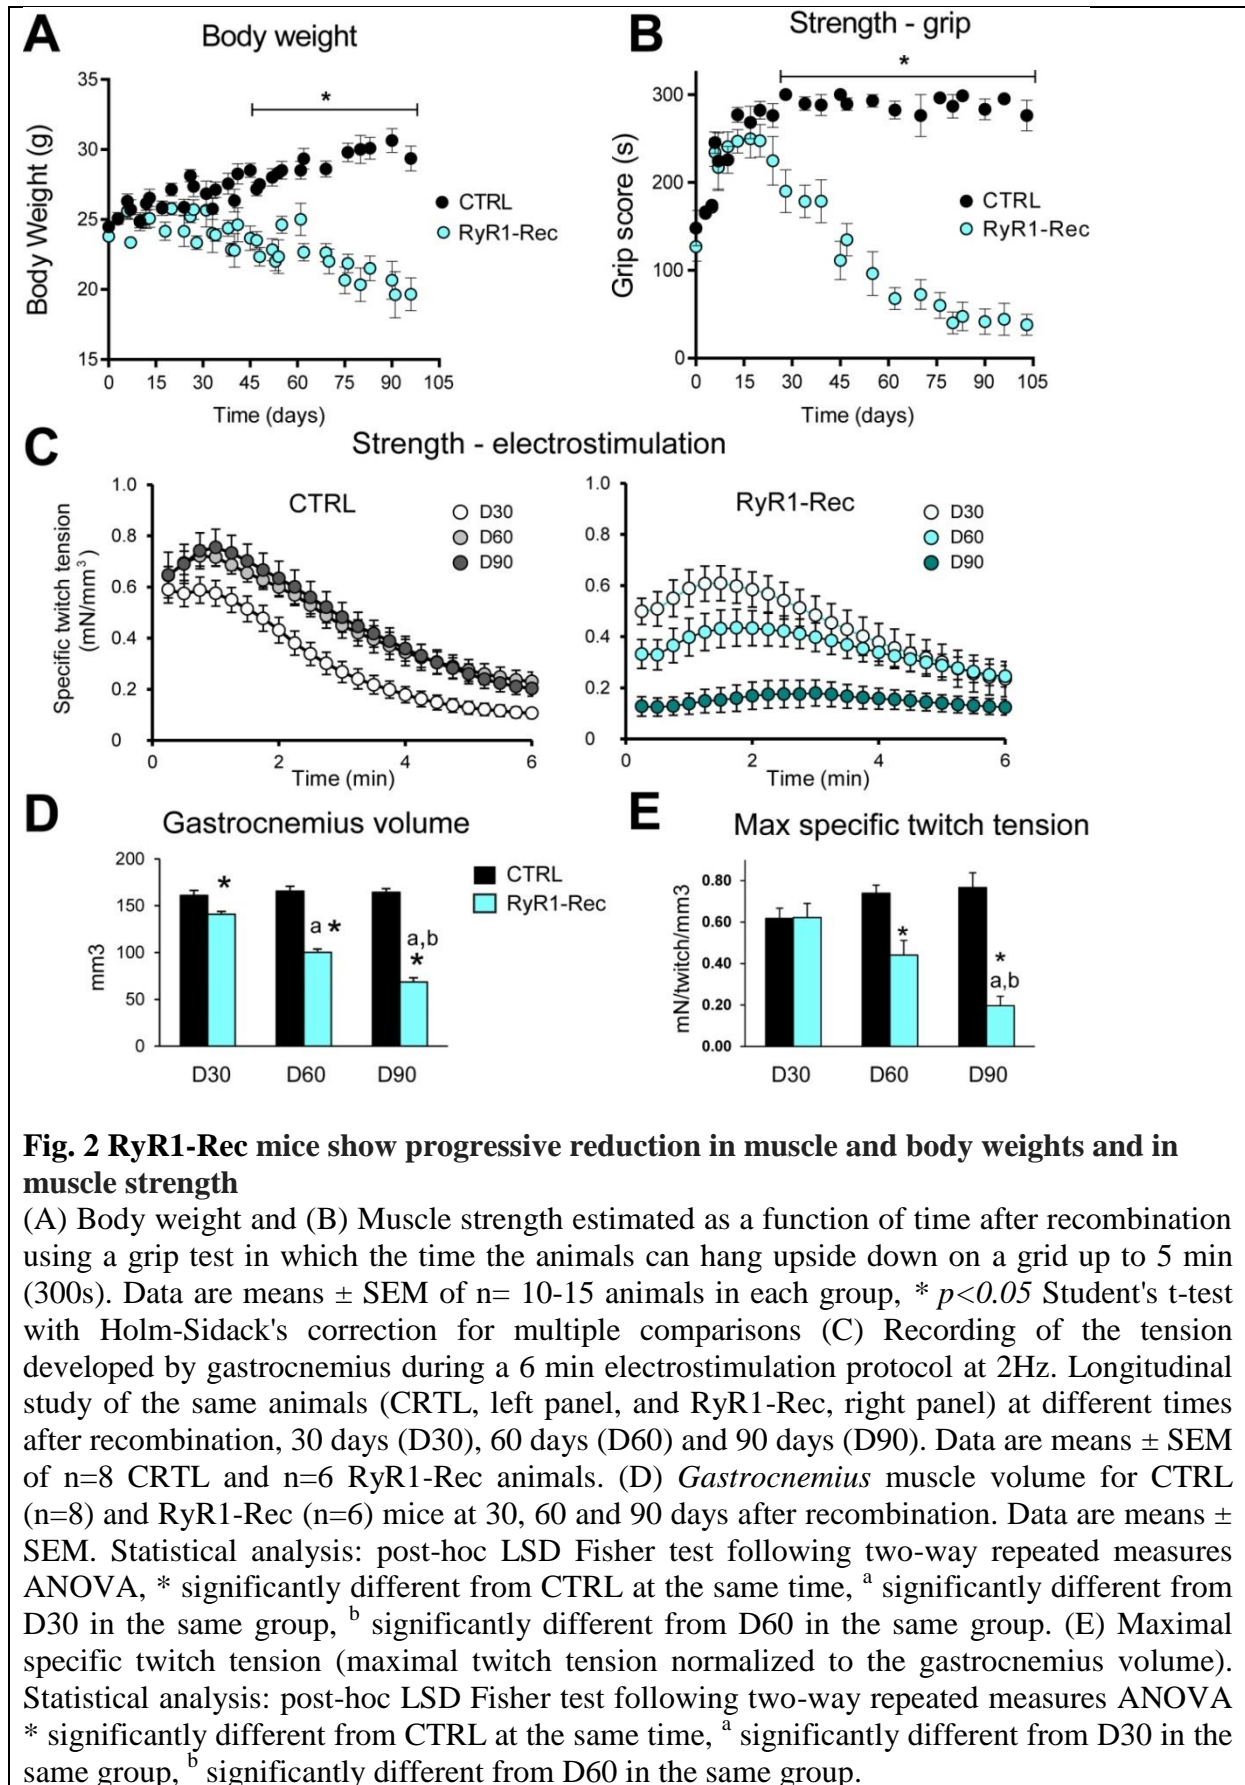 A
Body weight
*
Body Weight (g)
35
30
25
20
15
0 15 30 45 60 75 90 105
Time (days)
CTRL
RyR1-Rec
B
Strength - grip
*
Grip score (s)
300
200
100
0
0 15 30 45 60 75 90 105
Time (days)
CTRL
RyR1-Rec
C
Strength - electrostimulation
Specific twitch tension
(mN/mm³)
CTRL
1.0
0.8
0.6
0.4
0.2
0
0 2 4 6
Time (min)
D30
D60
D90
RyR1-Rec
1.0
0.8
0.6
0.4
0.2
0
0 2 4 6
Time (min)
D30
D60
D90
D
Gastrocnemius volume
mm3
200
150
100
50
0
*
a *
a,b
*
D30 D60 D90
CTRL
RyR1-Rec
E
Max specific twitch tension
mN/twitch/mm3
0.80
0.60
0.40
0.20
0.00
*
*
a,b
D30 D60 D90
Fig. 2 RyR1-Rec mice show progressive reduction in muscle and body weights and in
muscle strength
(A) Body weight and (B) Muscle strength estimated as a function of time after recombination
using a grip test in which the time the animals can hang upside down on a grid up to 5 min
(300s). Data are means ± SEM of n= 10-15 animals in each group, * p<0.05 Student's t-test
with Holm-Sidack's correction for multiple comparisons (C) Recording of the tension
developed by gastrocnemius during a 6 min electrostimulation protocol at 2Hz. Longitudinal
study of the same animals (CRTL, left panel, and RyR1-Rec, right panel) at different times
after recombination, 30 days (D30), 60 days (D60) and 90 days (D90). Data are means ± SEM
of n=8 CRTL and n=6 RyR1-Rec animals. (D) Gastrocnemius muscle volume for CTRL
(n=8) and RyR1-Rec (n=6) mice at 30, 60 and 90 days after recombination. Data are means ±
SEM. Statistical analysis: post-hoc LSD Fisher test following two-way repeated measures
ANOVA, * significantly different from CTRL at the same time, ᵃ significantly different from
D30 in the same group, ᵇ significantly different from D60 in the same group. (E) Maximal
specific twitch tension (maximal twitch tension normalized to the gastrocnemius volume).
Statistical analysis: post-hoc LSD Fisher test following two-way repeated measures ANOVA
* significantly different from CTRL at the same time, ᵃ significantly different from D30 in the
same group, ᵇ significantly different from D60 in the same group.